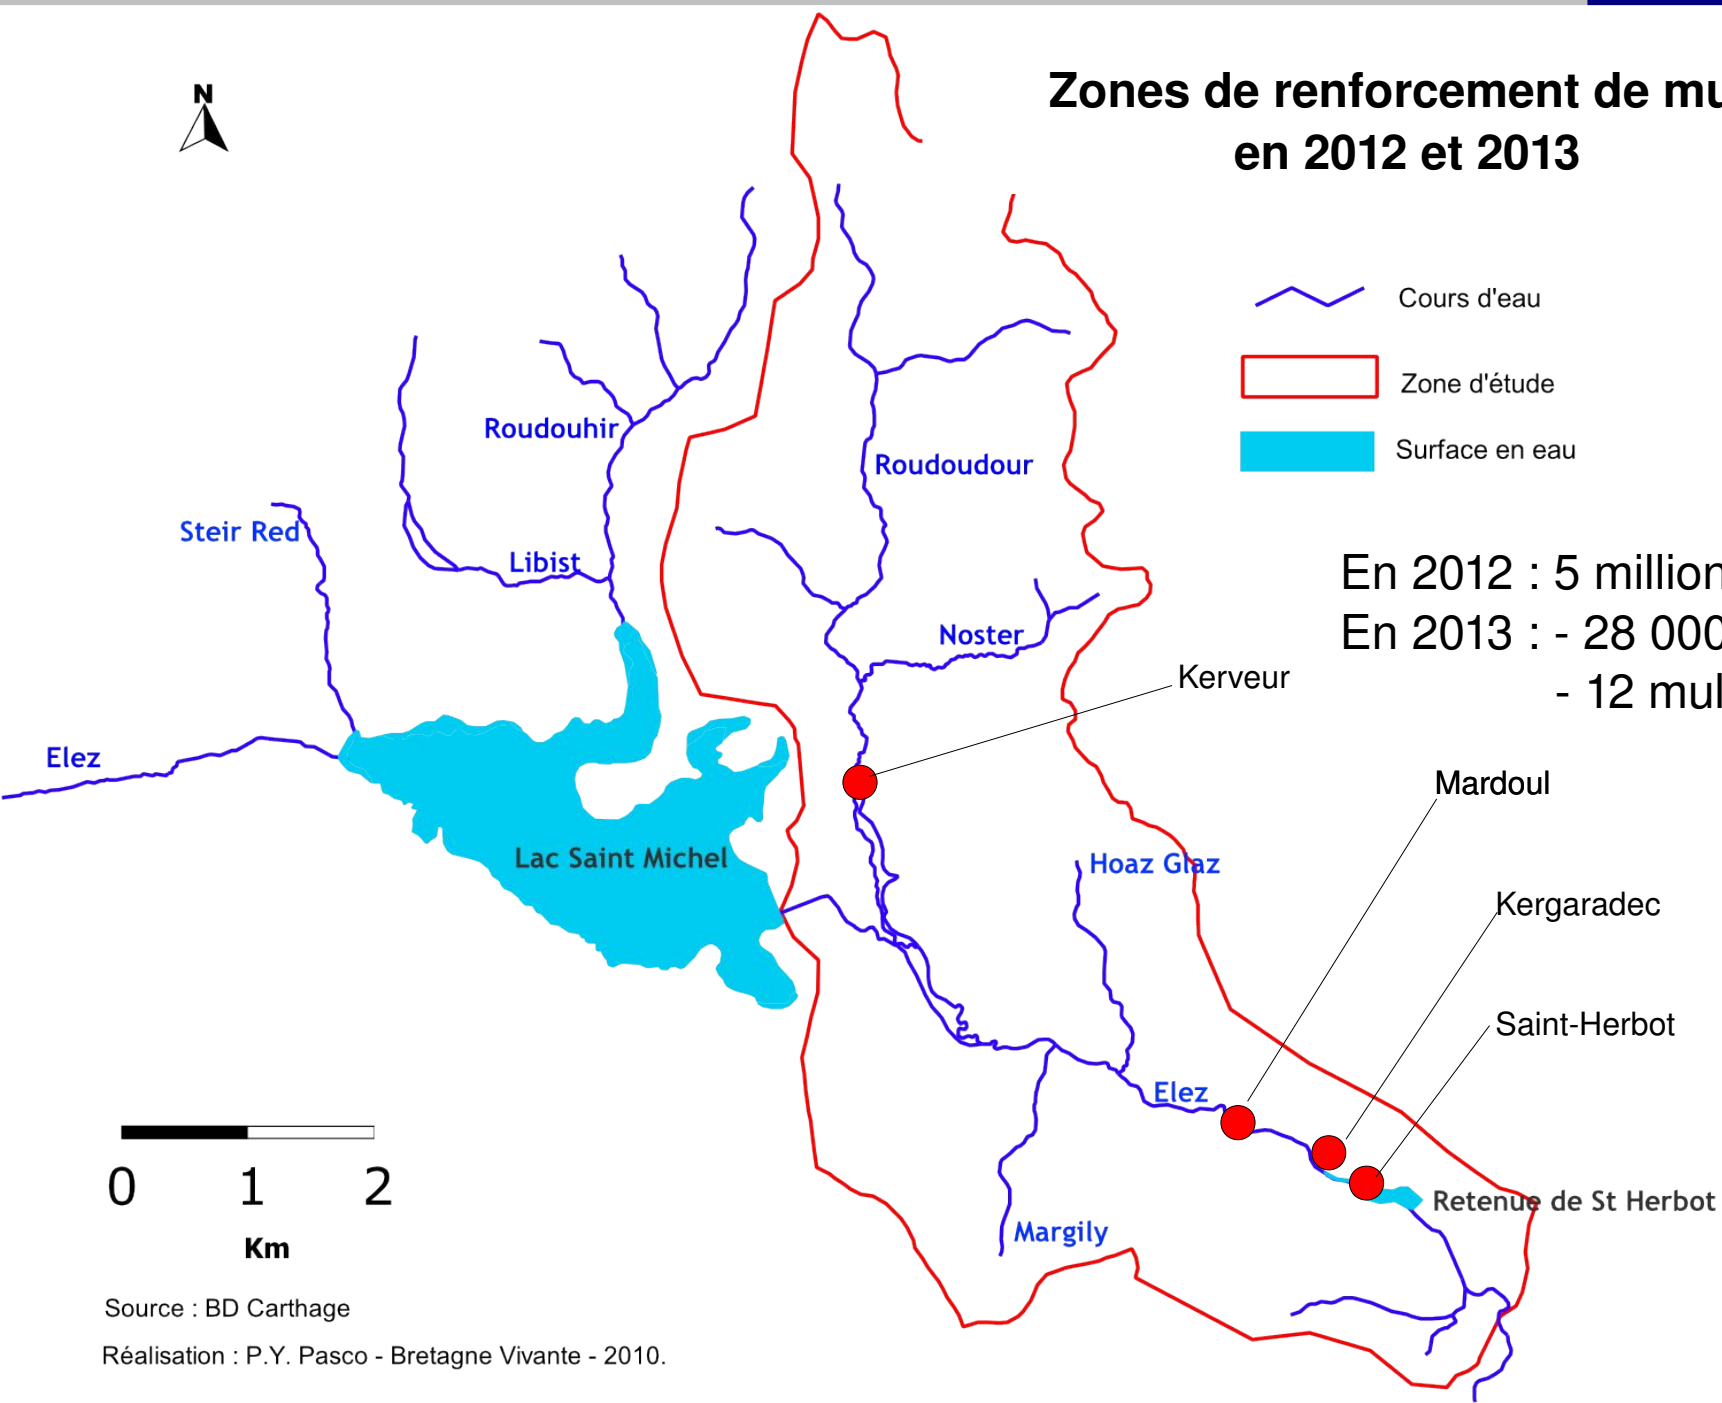 N
Zones de renforcement de mu
en 2012 et 2013
Cours d'eau
Zone d'étude
Surface en eau
Roudouhir
Roudoudour
Steir Red
Libist
Noster
En 2012 : 5 million
En 2013 : - 28 000
- 12 mul
Kerveur
Elez
Mardoul
Lac Saint Michel
Hoaz Glaz
Kergaradec
Saint-Herbot
Elez
Retenue de St Herbot
Margily
0 1 2
Km
Source : BD Carthage
Réalisation : P.Y. Pasco - Bretagne Vivante - 2010.